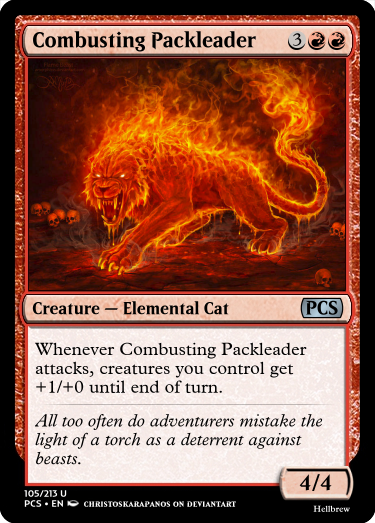 Combusting Packleader 3
Creature — Elemental Cat PCS
Whenever Combusting Packleader
attacks, creatures you control get
+1/+0 until end of turn.
All too often do adventurers mistake the
light of a torch as a deterrent against
beasts.
4/4
105/213 U
PCS • EN CHRISTOSKARAPANOS ON DEVIANTART
Hellbrew